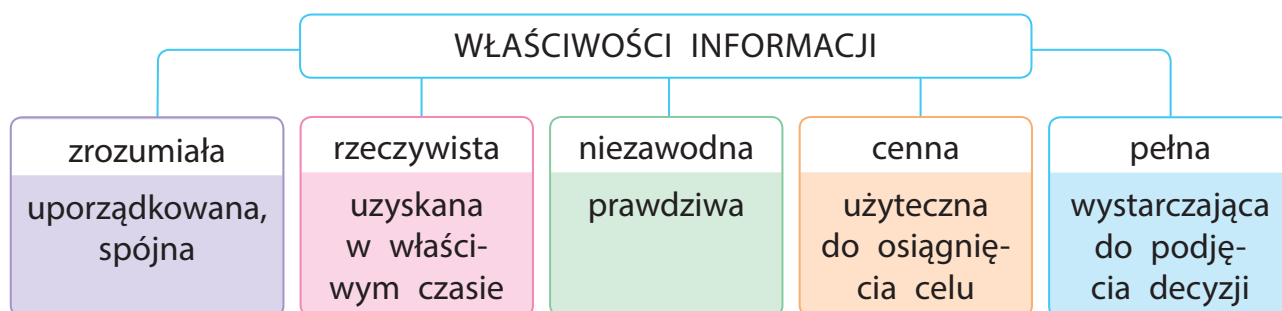 WŁAŚCIWOŚCI INFORMACJI
zrozumiała
uporządkowana,
spójna
rzeczywista
uzyskana
w właści-
wym czasie
niezawodna
prawdziwa
cenna
użyteczna
do osiągnię-
cia celu
pełna
wystarczająca
do podję-
cia decyzji